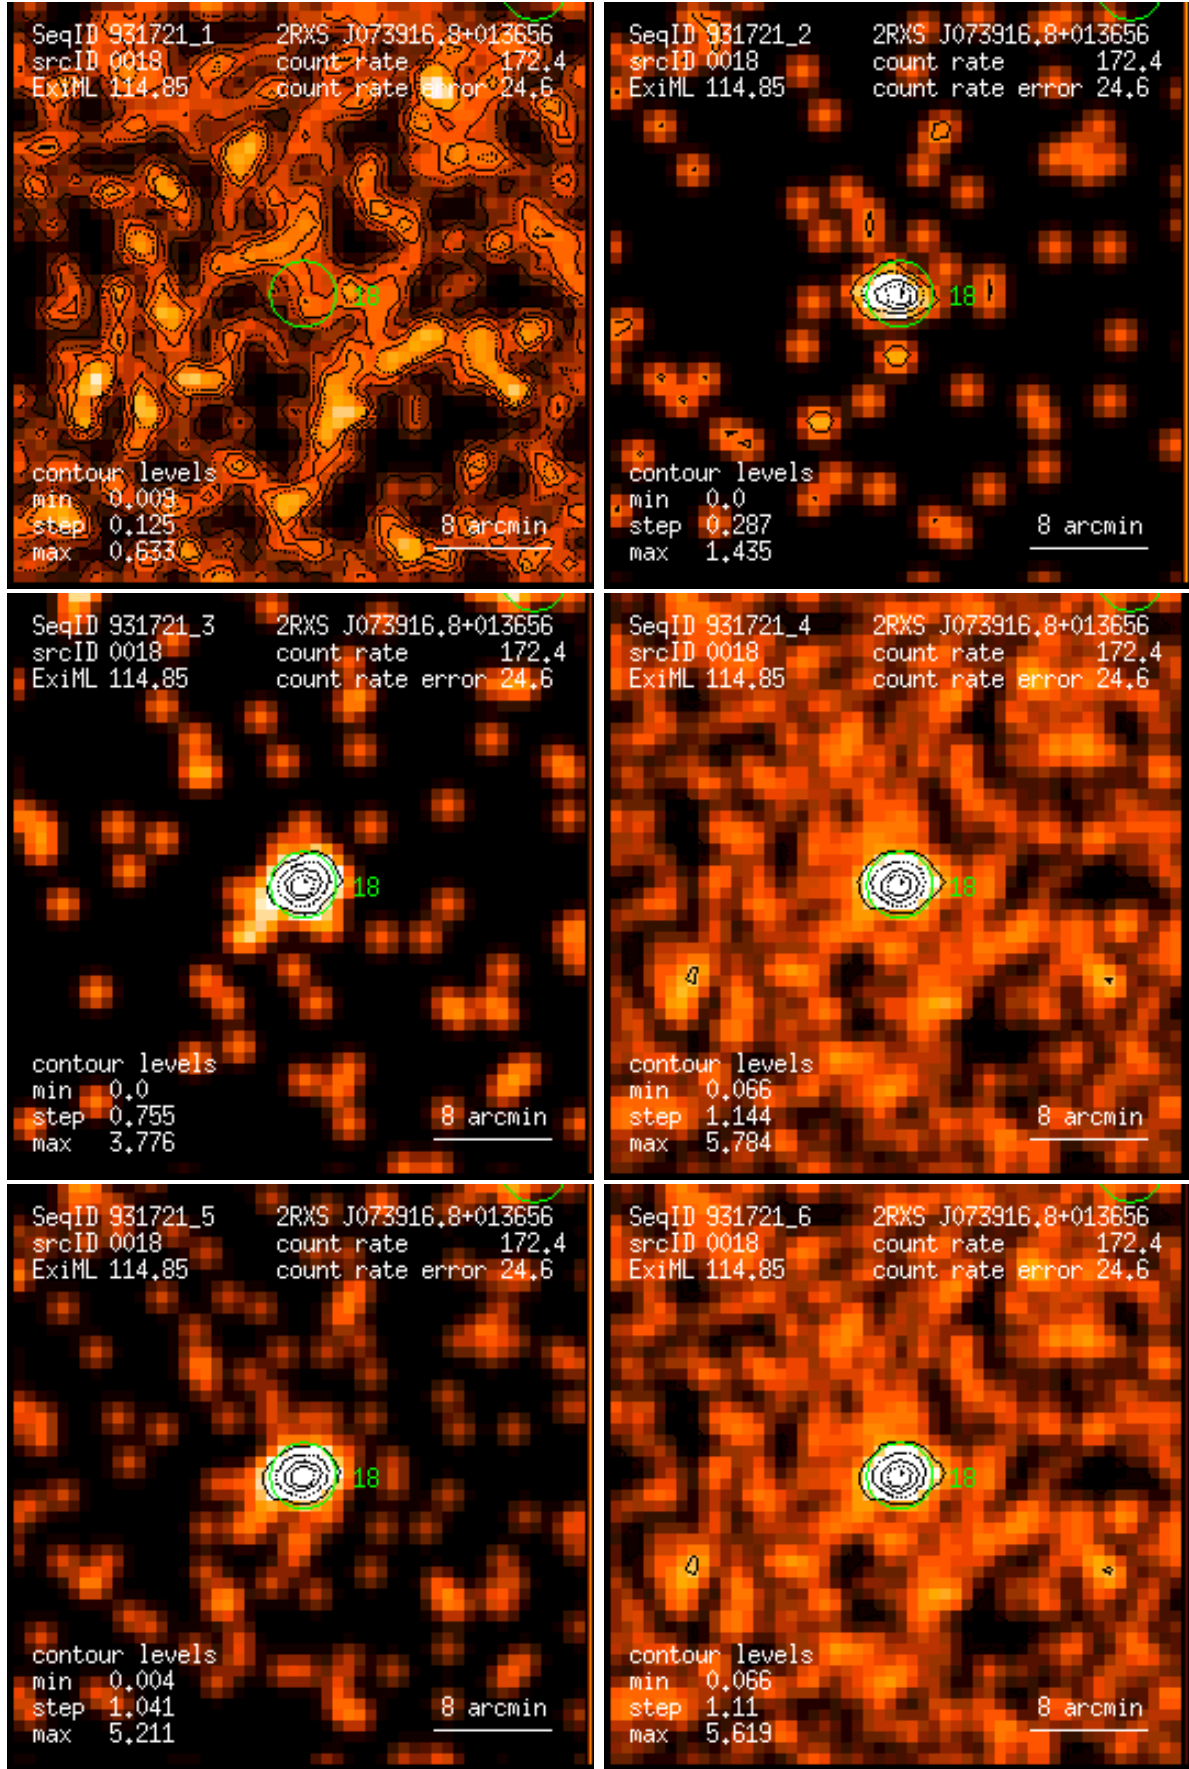 SeqID 931721_1 2RXS J073916.8+013656
srcID 0018 count rate 172.4
ExiML 114.85 count rate error 24.6
18
contour levels
min 0.009
step 0.125 8 arcmin
max 0.633
SeqID 931721_2 2RXS J073916.8+013656
srcID 0018 count rate 172.4
ExiML 114.85 count rate error 24.6
18
contour levels
min 0.0
step 0.287 8 arcmin
max 1.435
SeqID 931721_3 2RXS J073916.8+013656
srcID 0018 count rate 172.4
ExiML 114.85 count rate error 24.6
18
contour levels
min 0.0
step 0.755 8 arcmin
max 3.776
SeqID 931721_4 2RXS J073916.8+013656
srcID 0018 count rate 172.4
ExiML 114.85 count rate error 24.6
18
contour levels
min 0.066
step 1.144 8 arcmin
max 5.784
SeqID 931721_5 2RXS J073916.8+013656
srcID 0018 count rate 172.4
ExiML 114.85 count rate error 24.6
18
contour levels
min 0.004
step 1.041 8 arcmin
max 5.211
SeqID 931721_6 2RXS J073916.8+013656
srcID 0018 count rate 172.4
ExiML 114.85 count rate error 24.6
18
contour levels
min 0.066
step 1.11 8 arcmin
max 5.619